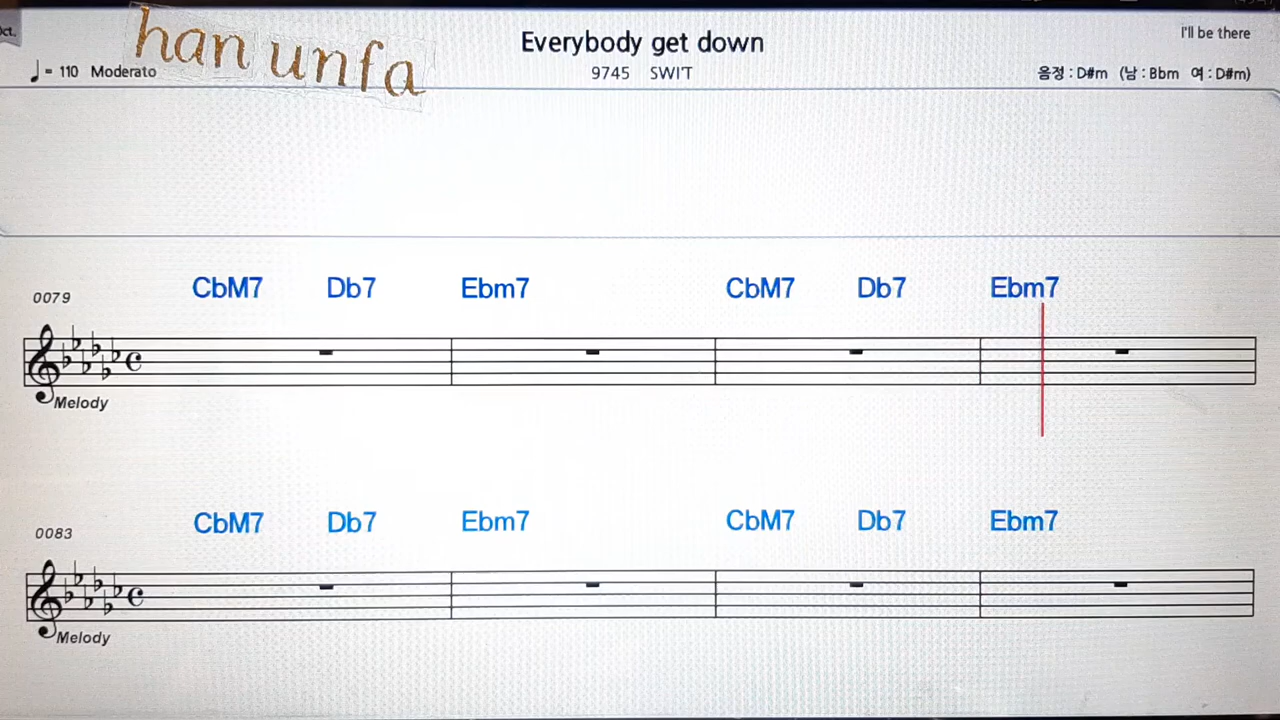 ct.
han unfa
Everybody get down
I'll be there
= 110 Moderato
9745 SWI'T
음정 : D#m (남 : Bbm 여 : D#m)
CbM7 Db7 Ebm7 CbM7 Db7 Ebm7
0079
Melody
CbM7 Db7 Ebm7 CbM7 Db7 Ebm7
0083
Melody